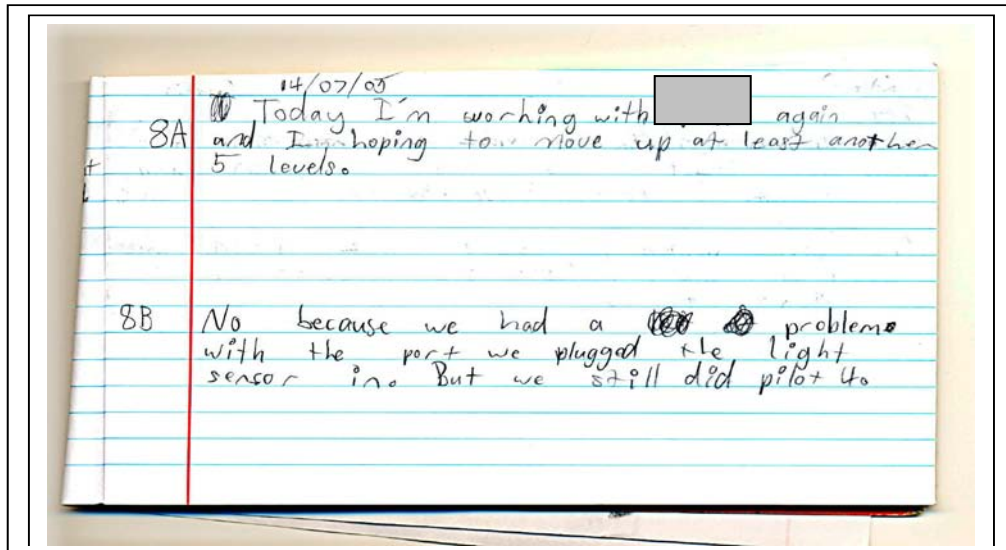 14/07/05
8A Today I'm working with again
and I hoping to move up at least another
5 levels.
8B No because we had a problem.
with the port we plugged the light
sensor in. But we still did pilot 4.